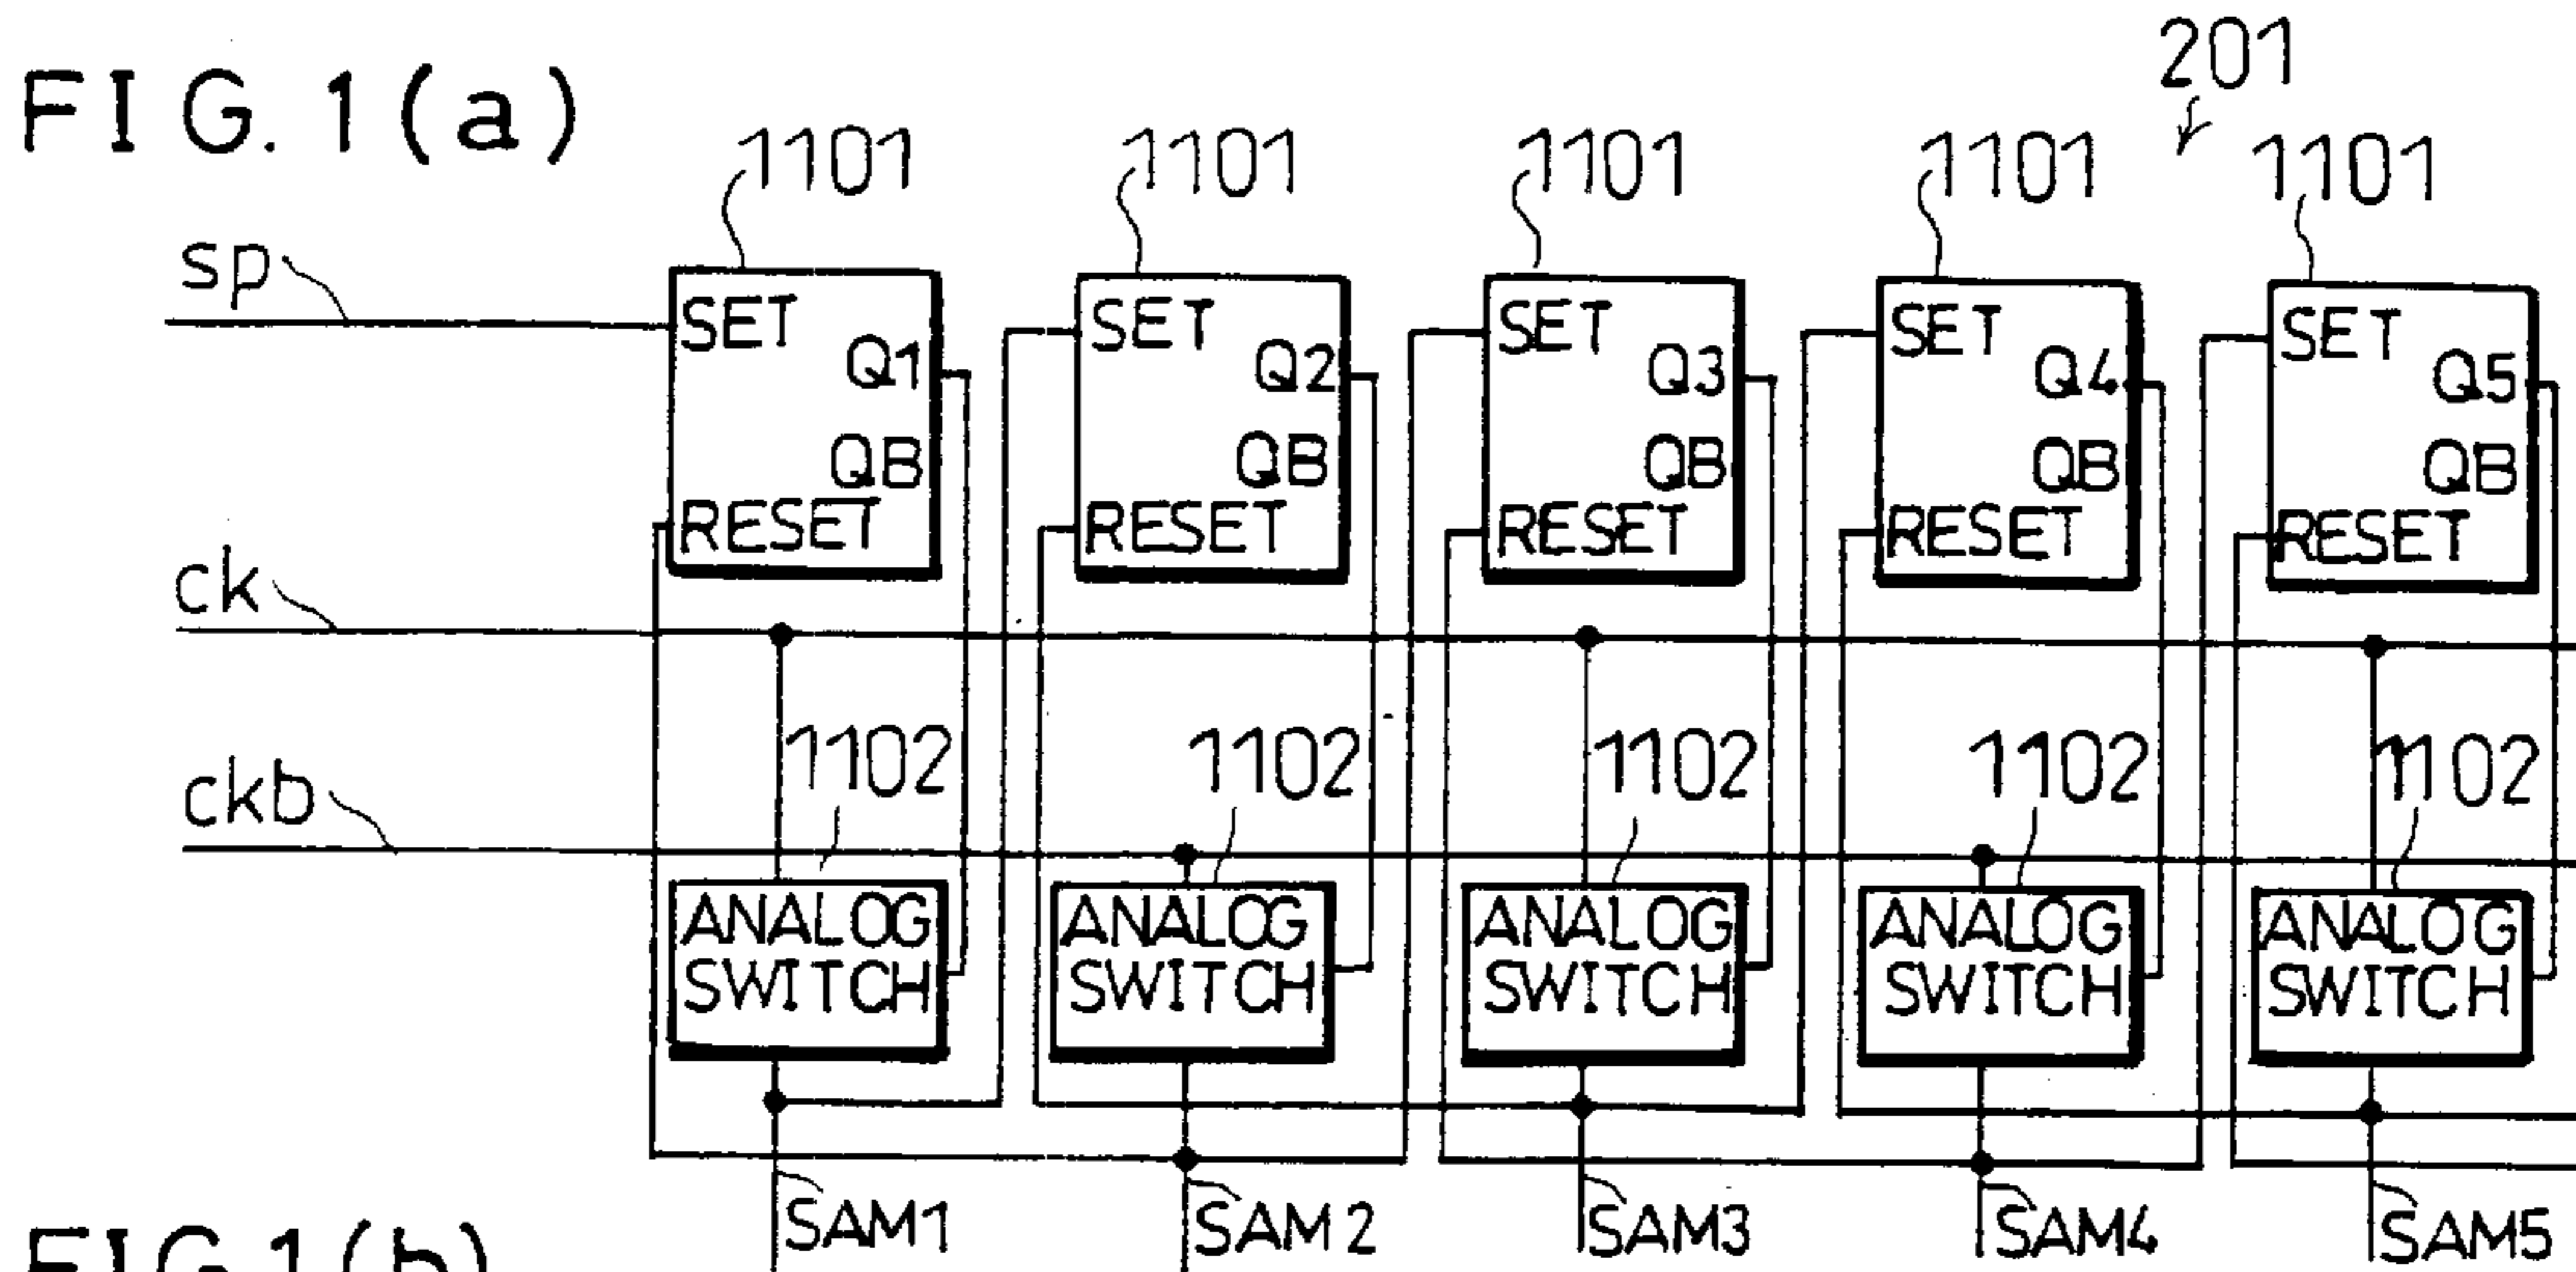 FIG. 1(a)
201
1101 1101 1101 1101 1101
sp
SET SET SET SET SET
Q1 Q2 Q3 Q4 Q5
QB QB QB QB QB
RESET RESET RESET RESET RESET
ck
1102 1102 1102 1102 1102
ckb
ANALOG ANALOG ANALOG ANALOG ANALOG
SWITCH SWITCH SWITCH SWITCH SWITCH
SAM1 SAM2 SAM3 SAM4 SAM5
FIG. 1(b)